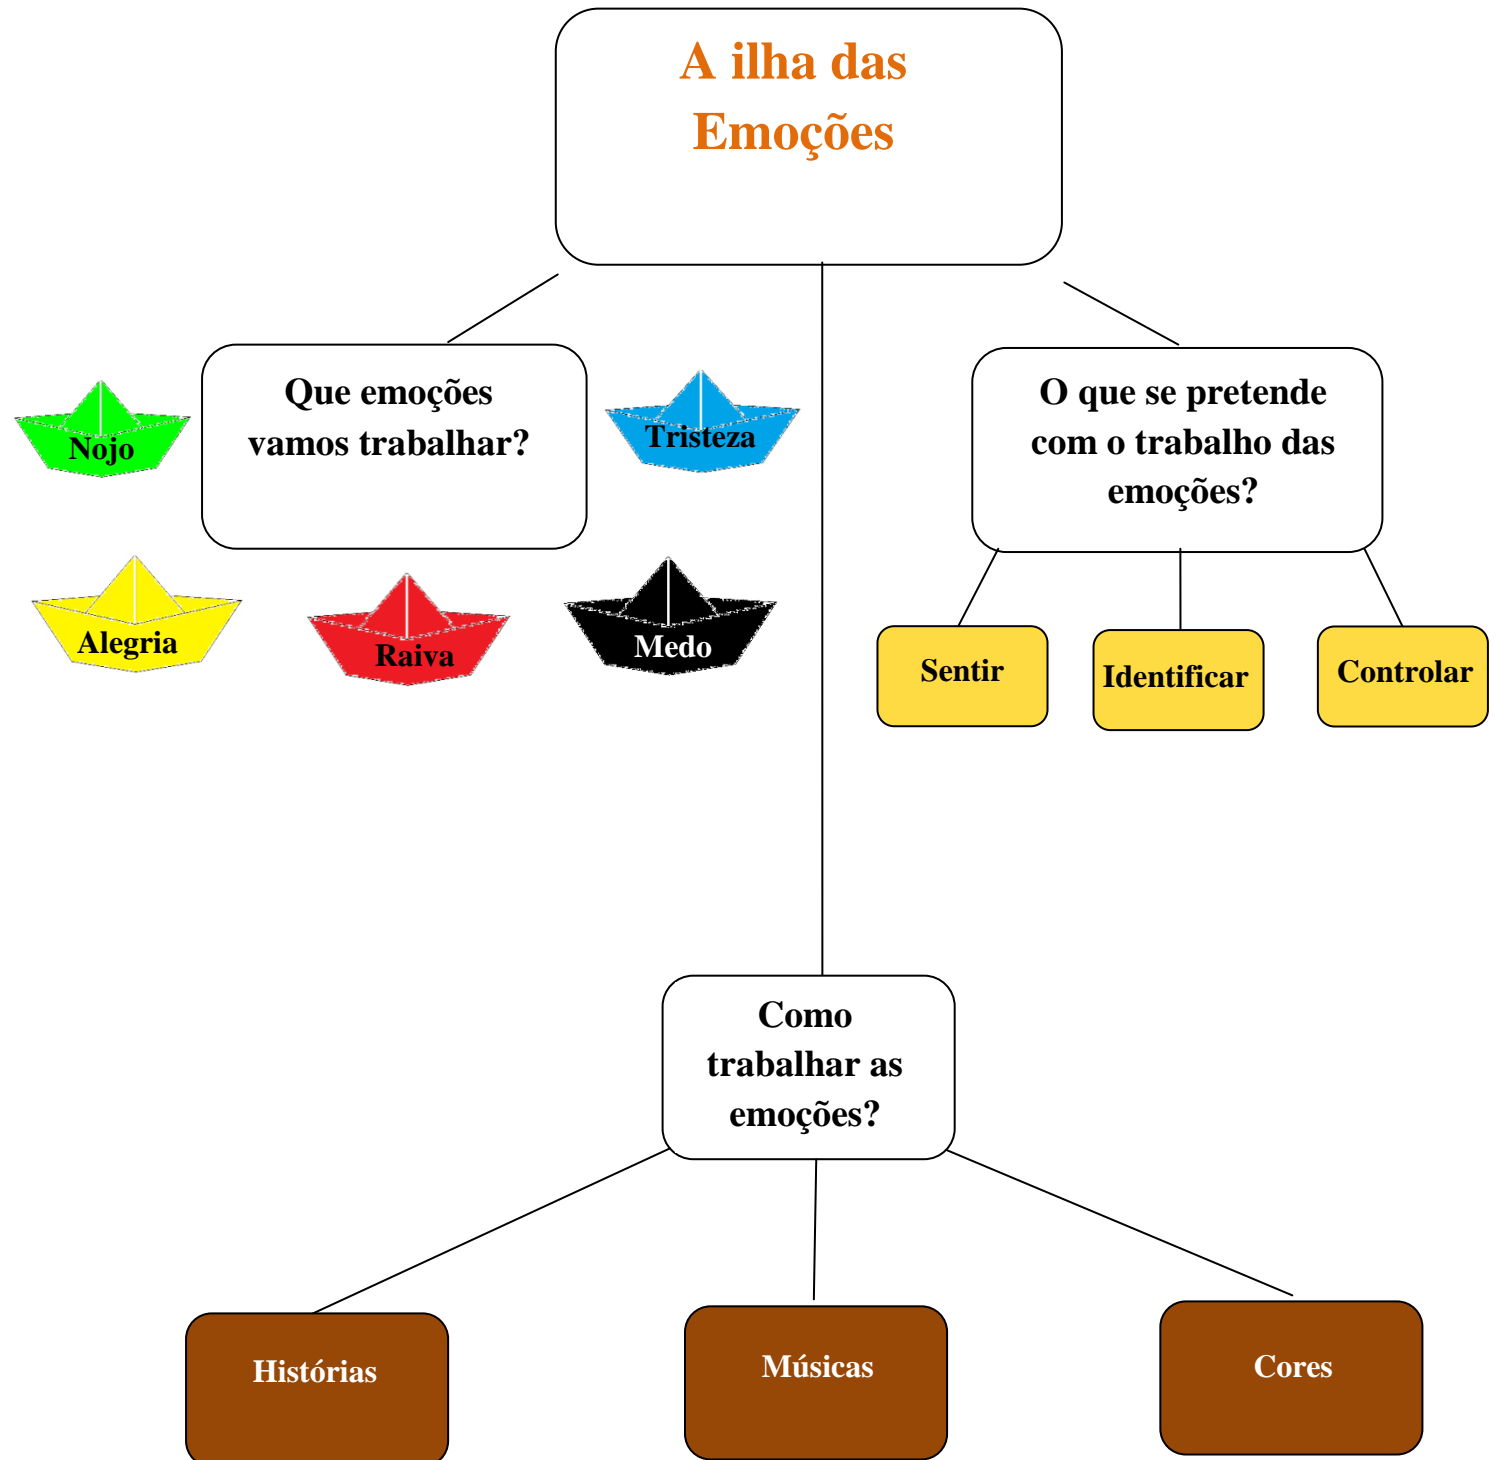 A ilha das
Emoções
Que emoções
vamos trabalhar?
Nojo
Tristeza
Alegria
Raiva
Medo
O que se pretende
com o trabalho das
emoções?
Sentir
Identificar
Controlar
Como
trabalhar as
emoções?
Histórias
Músicas
Cores